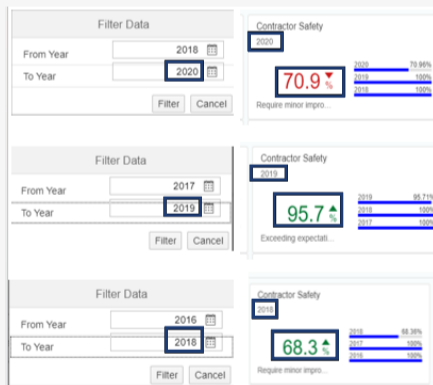 Filter Data
From Year 2018
To Year 2020
Filter Cancel
Contractor Safety
2020
70.9 %
Require minor impro...
2020 70.96%
2019 100%
2018 100%
Filter Data
From Year 2017
To Year 2019
Filter Cancel
Contractor Safety
2019
95.7 %
Exceeding expectati...
2019 95.71%
2018 100%
2017 100%
Filter Data
From Year 2016
To Year 2018
Filter Cancel
Contractor Safety
2018
68.3 %
Require minor impro...
2018 68.36%
2017 100%
2016 100%